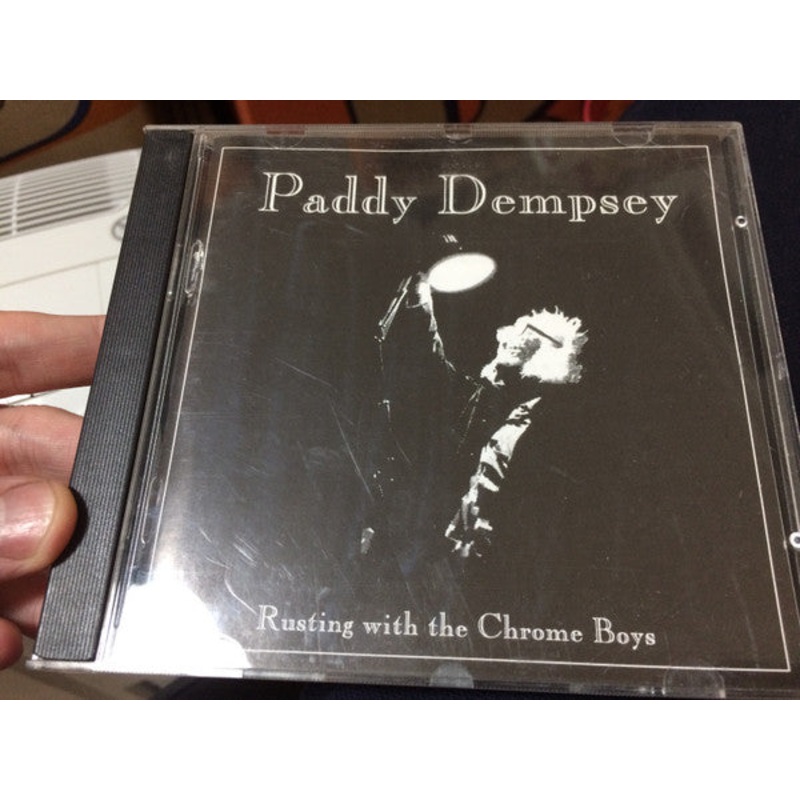 Paddy Dempsey
Rusting with the Chrome Boys